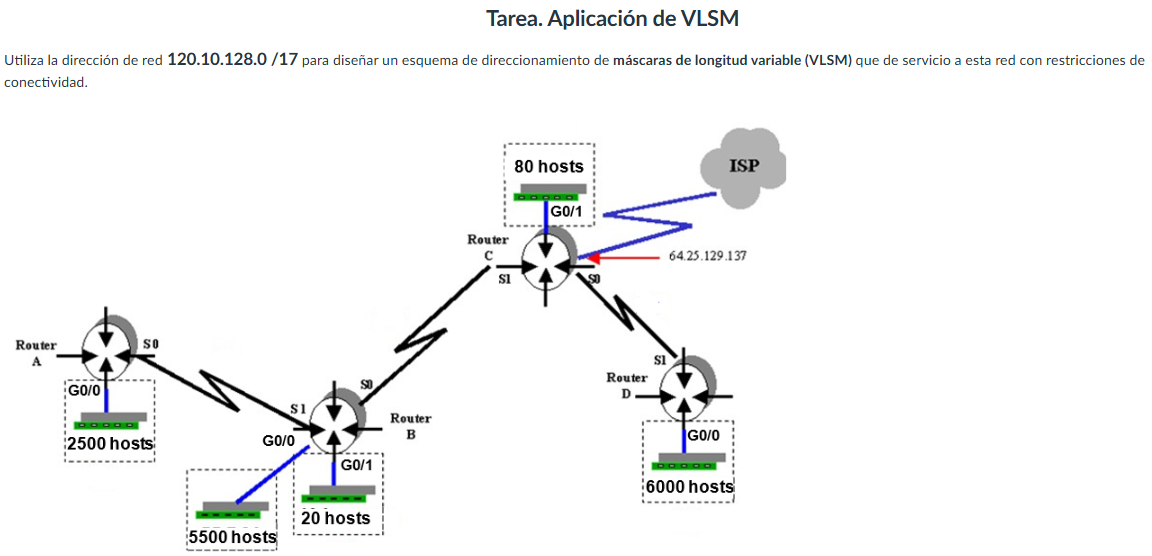 Tarea. Aplicación de VLSM
Utiliza la dirección de red 120.10.128.0 /17 para diseñar un esquema de direccionamiento de máscaras de longitud variable (VLSM) que de servicio a esta red con restricciones de
conectividad.
80 hosts
ISP
G0/1
Router
C
64.25.129.137
S1
S0
Router
A
S0
S1
Router
D
S0
G0/0
S1
Router
B
G0/0
G0/0
2500 hosts
G0/1
6000 hosts
20 hosts
5500 hosts